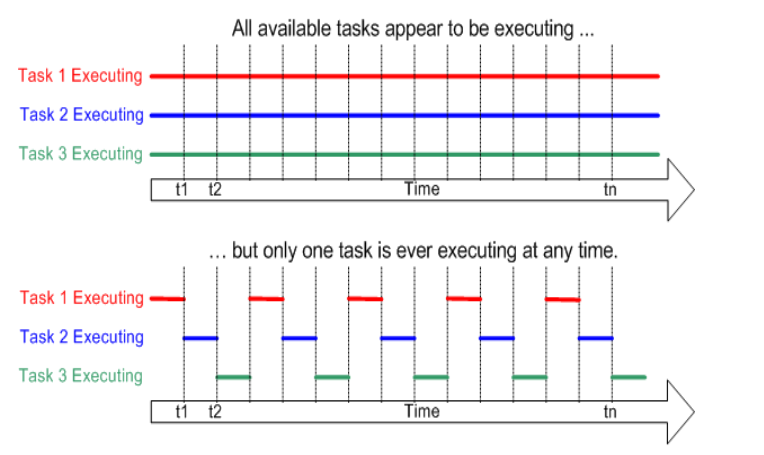 All available tasks appear to be executing ...
Task 1 Executing
Task 2 Executing
Task 3 Executing
t1 t2 Time tn
... but only one task is ever executing at any time.
Task 1 Executing
Task 2 Executing
Task 3 Executing
t1 t2 Time tn